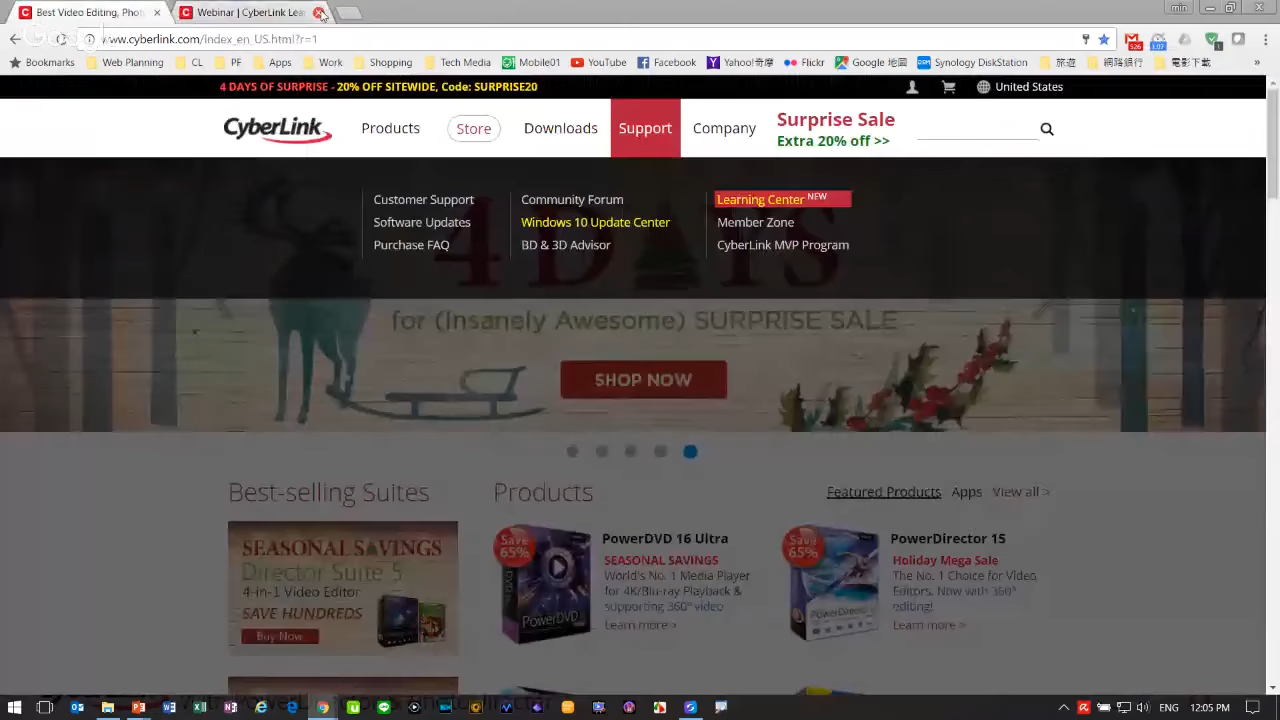 Best Video Editing, Phot
Webinar | CyberLink Lear
min
www.cyberlink.com/index_en_US.html?r=1
Bookmarks Web Planning CL PF Apps Work Shopping Tech Media Mobile01 YouTube Facebook Yahoo!奇摩 Flickr Google 地圖 Synology DiskStation 旅遊 網路銀行 電影下載
4 DAYS OF SURPRISE - 20% OFF SITEWIDE, Code: SURPRISE20
United States
CyberLink
Products Store Downloads Support Company
Surprise Sale
Extra 20% off >>
Customer Support Community Forum Learning Center NEW
Software Updates Windows 10 Update Center Member Zone
Purchase FAQ BD & 3D Advisor CyberLink MVP Program
4 DAYS
for (Insanely Awesome) SURPRISE SALE
SHOP NOW
Best-selling Suites
Products
Featured Products Apps View all >
SEASONAL SAVINGS
Director Suite 5
4-in-1 Video Editor
SAVE HUNDREDS
Buy Now
Save
65%
PowerDVD
PowerDVD 16 Ultra
SEASONAL SAVINGS
World's No. 1 Media Player
for 4K/Blu-ray Playback &
supporting 360° video
Learn more >
Save
65%
PowerDirector
PowerDirector 15
Holiday Mega Sale
The No. 1 Choice for Video
Editors. Now with 360°
editing!
Learn more >
ENG 12:05 PM